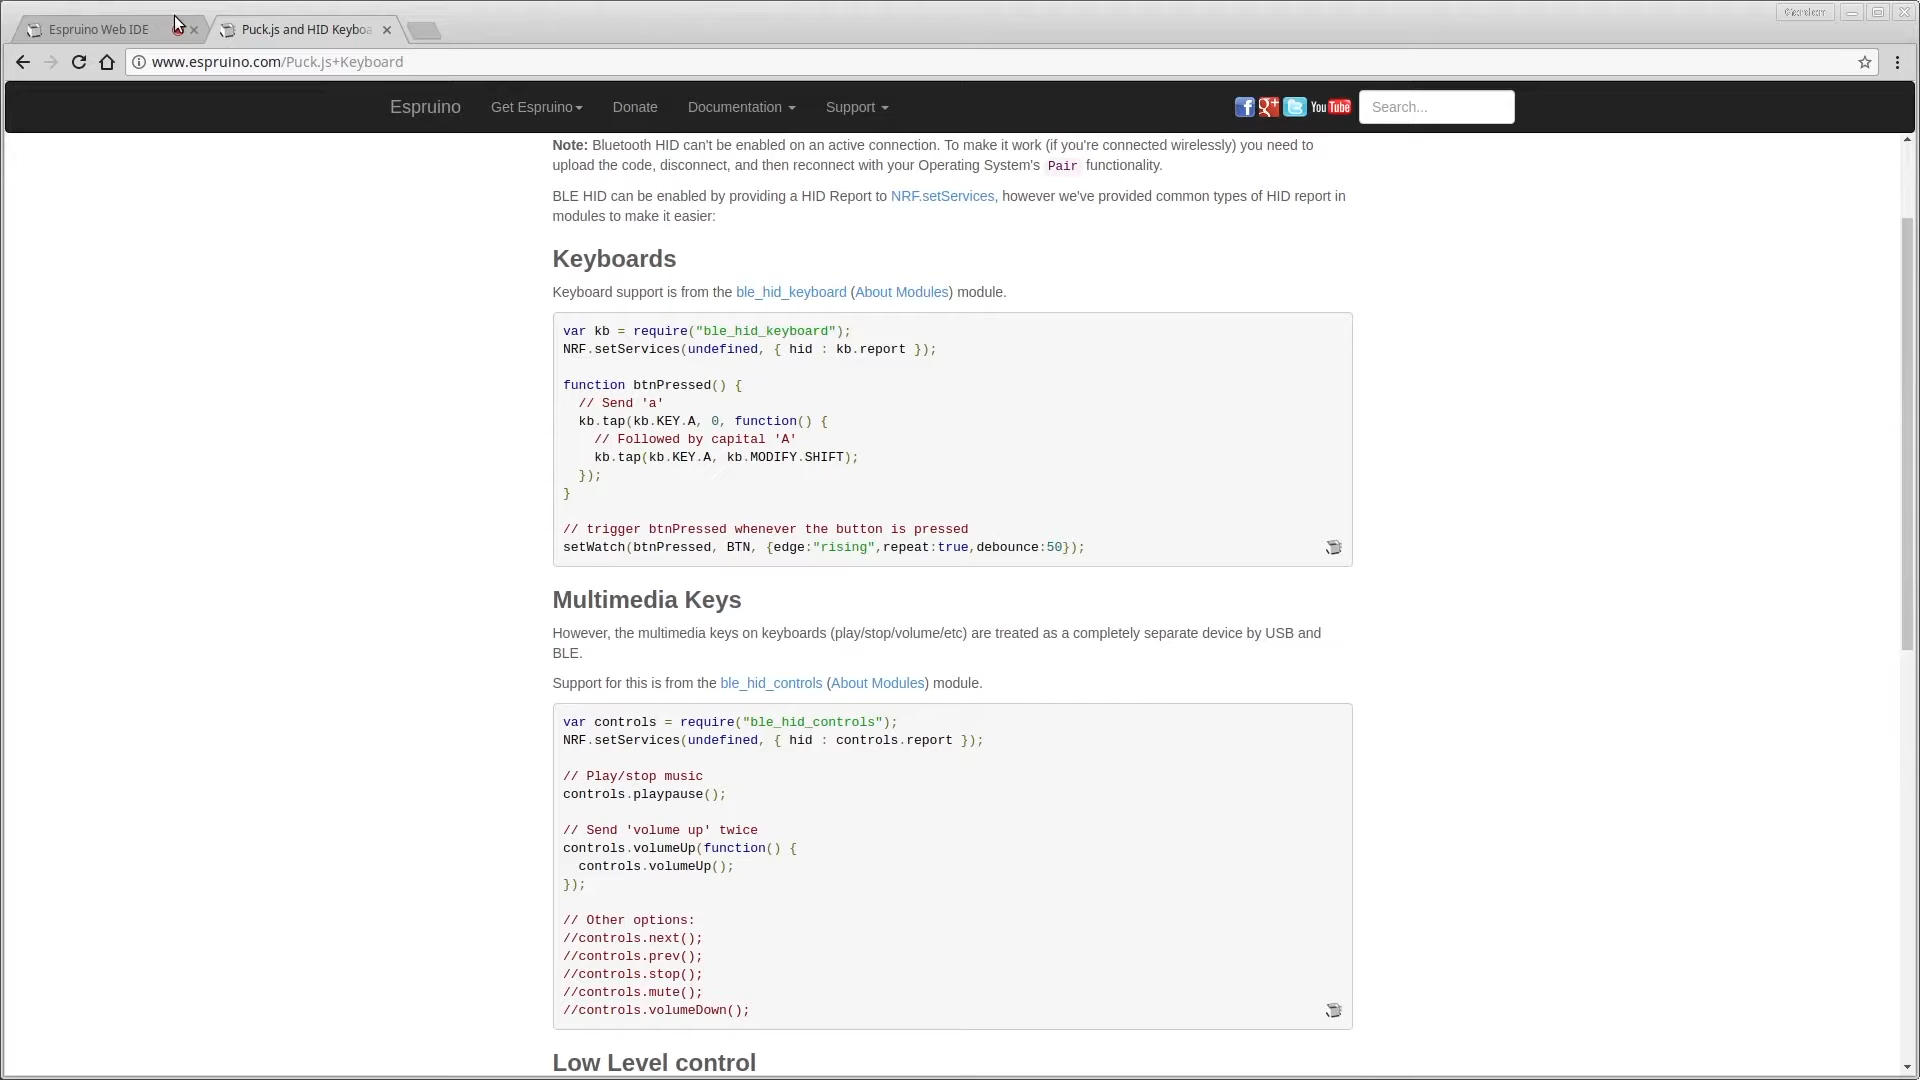 Espruino Web IDE
Puck.js and HID Keyboa
www.espruino.com/Puck.js+Keyboard
Espruino Get Espruino Donate Documentation Support You Tube Search...
Note: Bluetooth HID can't be enabled on an active connection. To make it work (if you're connected wirelessly) you need to
upload the code, disconnect, and then reconnect with your Operating System's Pair functionality.
BLE HID can be enabled by providing a HID Report to NRF.setServices, however we've provided common types of HID report in
modules to make it easier:
Keyboards
Keyboard support is from the ble_hid_keyboard (About Modules) module.
var kb = require("ble_hid_keyboard");
NRF.setServices(undefined, { hid : kb.report });
function btnPressed() {
// Send 'a'
kb.tap(kb.KEY.A, 0, function() {
// Followed by capital 'A'
kb.tap(kb.KEY.A, kb.MODIFY.SHIFT);
});
}
// trigger btnPressed whenever the button is pressed
setWatch(btnPressed, BTN, {edge:"rising",repeat:true,debounce:50});
Multimedia Keys
However, the multimedia keys on keyboards (play/stop/volume/etc) are treated as a completely separate device by USB and
BLE.
Support for this is from the ble_hid_controls (About Modules) module.
var controls = require("ble_hid_controls");
NRF.setServices(undefined, { hid : controls.report });
// Play/stop music
controls.playpause();
// Send 'volume up' twice
controls.volumeUp(function() {
controls.volumeUp();
});
// Other options:
//controls.next();
//controls.prev();
//controls.stop();
//controls.mute();
//controls.volumeDown();
Low Level control